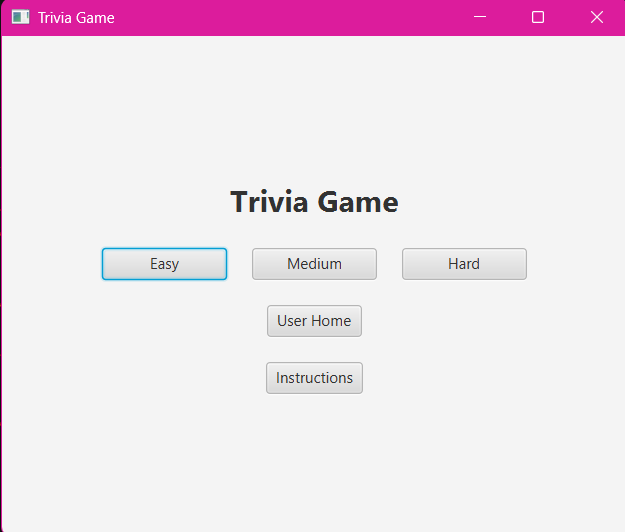 Trivia Game
Trivia Game
Easy Medium Hard
User Home
Instructions